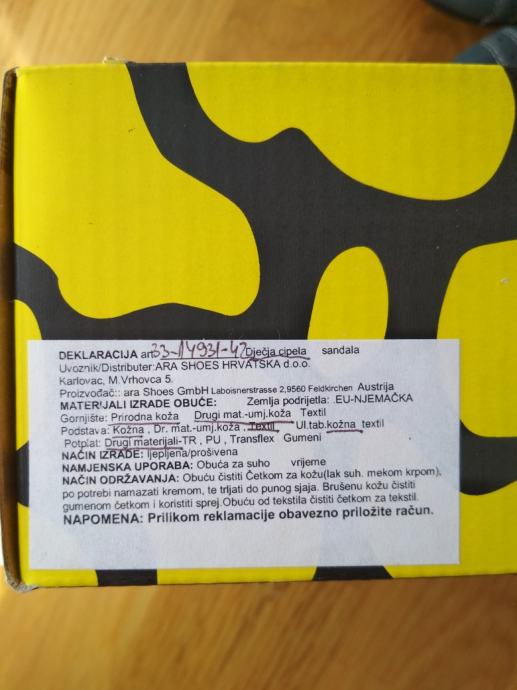 DEKLARACIJA art 33-14931-42 Dječja cipela sandala
Uvoznik/Distributer:ARA SHOES HRVATSKA d.o.o.
Karlovac, M.Vrhovca 5.
Proizvođač:: ara Shoes GmbH Laboisnerstrasse 2,9560 Feldkirchen Austrija
MATERIJALI IZRADE OBUĆE: Zemlja podrijetla: .EU-NJEMAČKA
Gornjište: Prirodna koža Drugi mat.-umj.koža Textil
Podstava: Kožna , Dr. mat.-umj.koža , Textil Ul.tab.kožna textil
Potplat: Drugi materijali-TR , PU , Transflex Gumeni
NAČIN IZRADE: ljepljena/prošivena
NAMJENSKA UPORABA: Obuća za suho vrijeme
NAČIN ODRŽAVANJA: Obuću čistiti Četkom za kožu(lak suh. mekom krpom),
po potrebi namazati kremom, te trljati do punog sjaja. Brušenu kožu čistiti
gumenom četkom i koristiti sprej.Obuću od tekstila čistiti četkom za tekstil.
NAPOMENA: Prilikom reklamacije obavezno priložite račun.